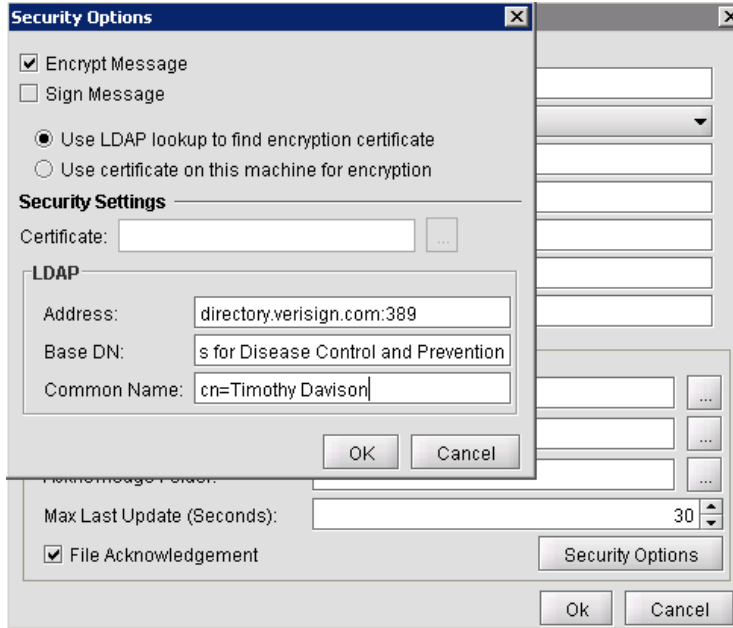 Security Options
Encrypt Message
Sign Message
Use LDAP lookup to find encryption certificate
Use certificate on this machine for encryption
Security Settings
Certificate: ...
LDAP
Address: directory.verisign.com:389
Base DN: s for Disease Control and Prevention
Common Name: cn=Timothy Davison
OK Cancel
...
...
...
Max Last Update (Seconds): 30
File Acknowledgement Security Options
Ok Cancel